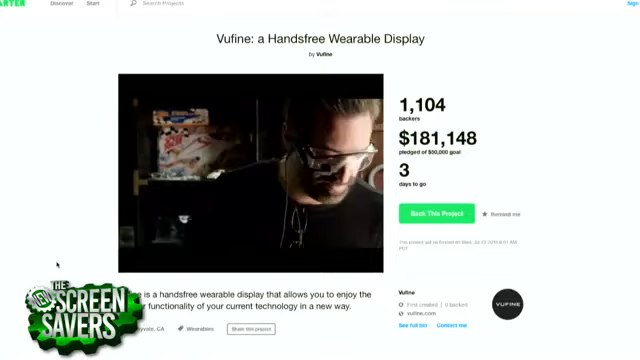 Discover Start Search Projects Sign
Vufine: a Handsfree Wearable Display
by Vufine
1,104
backers
$181,148
pledged of $50,000 goal
3
days to go
Back This Project
Remind me
is a handsfree wearable display that allows you to enjoy the
functionality of your current technology in a new way.
CA Wearables Share this project
Vufine
First created | 0 backed
vufine.com
See full bio Contact me
VUFINE
THE
NEW
SCREEN
SAVERS